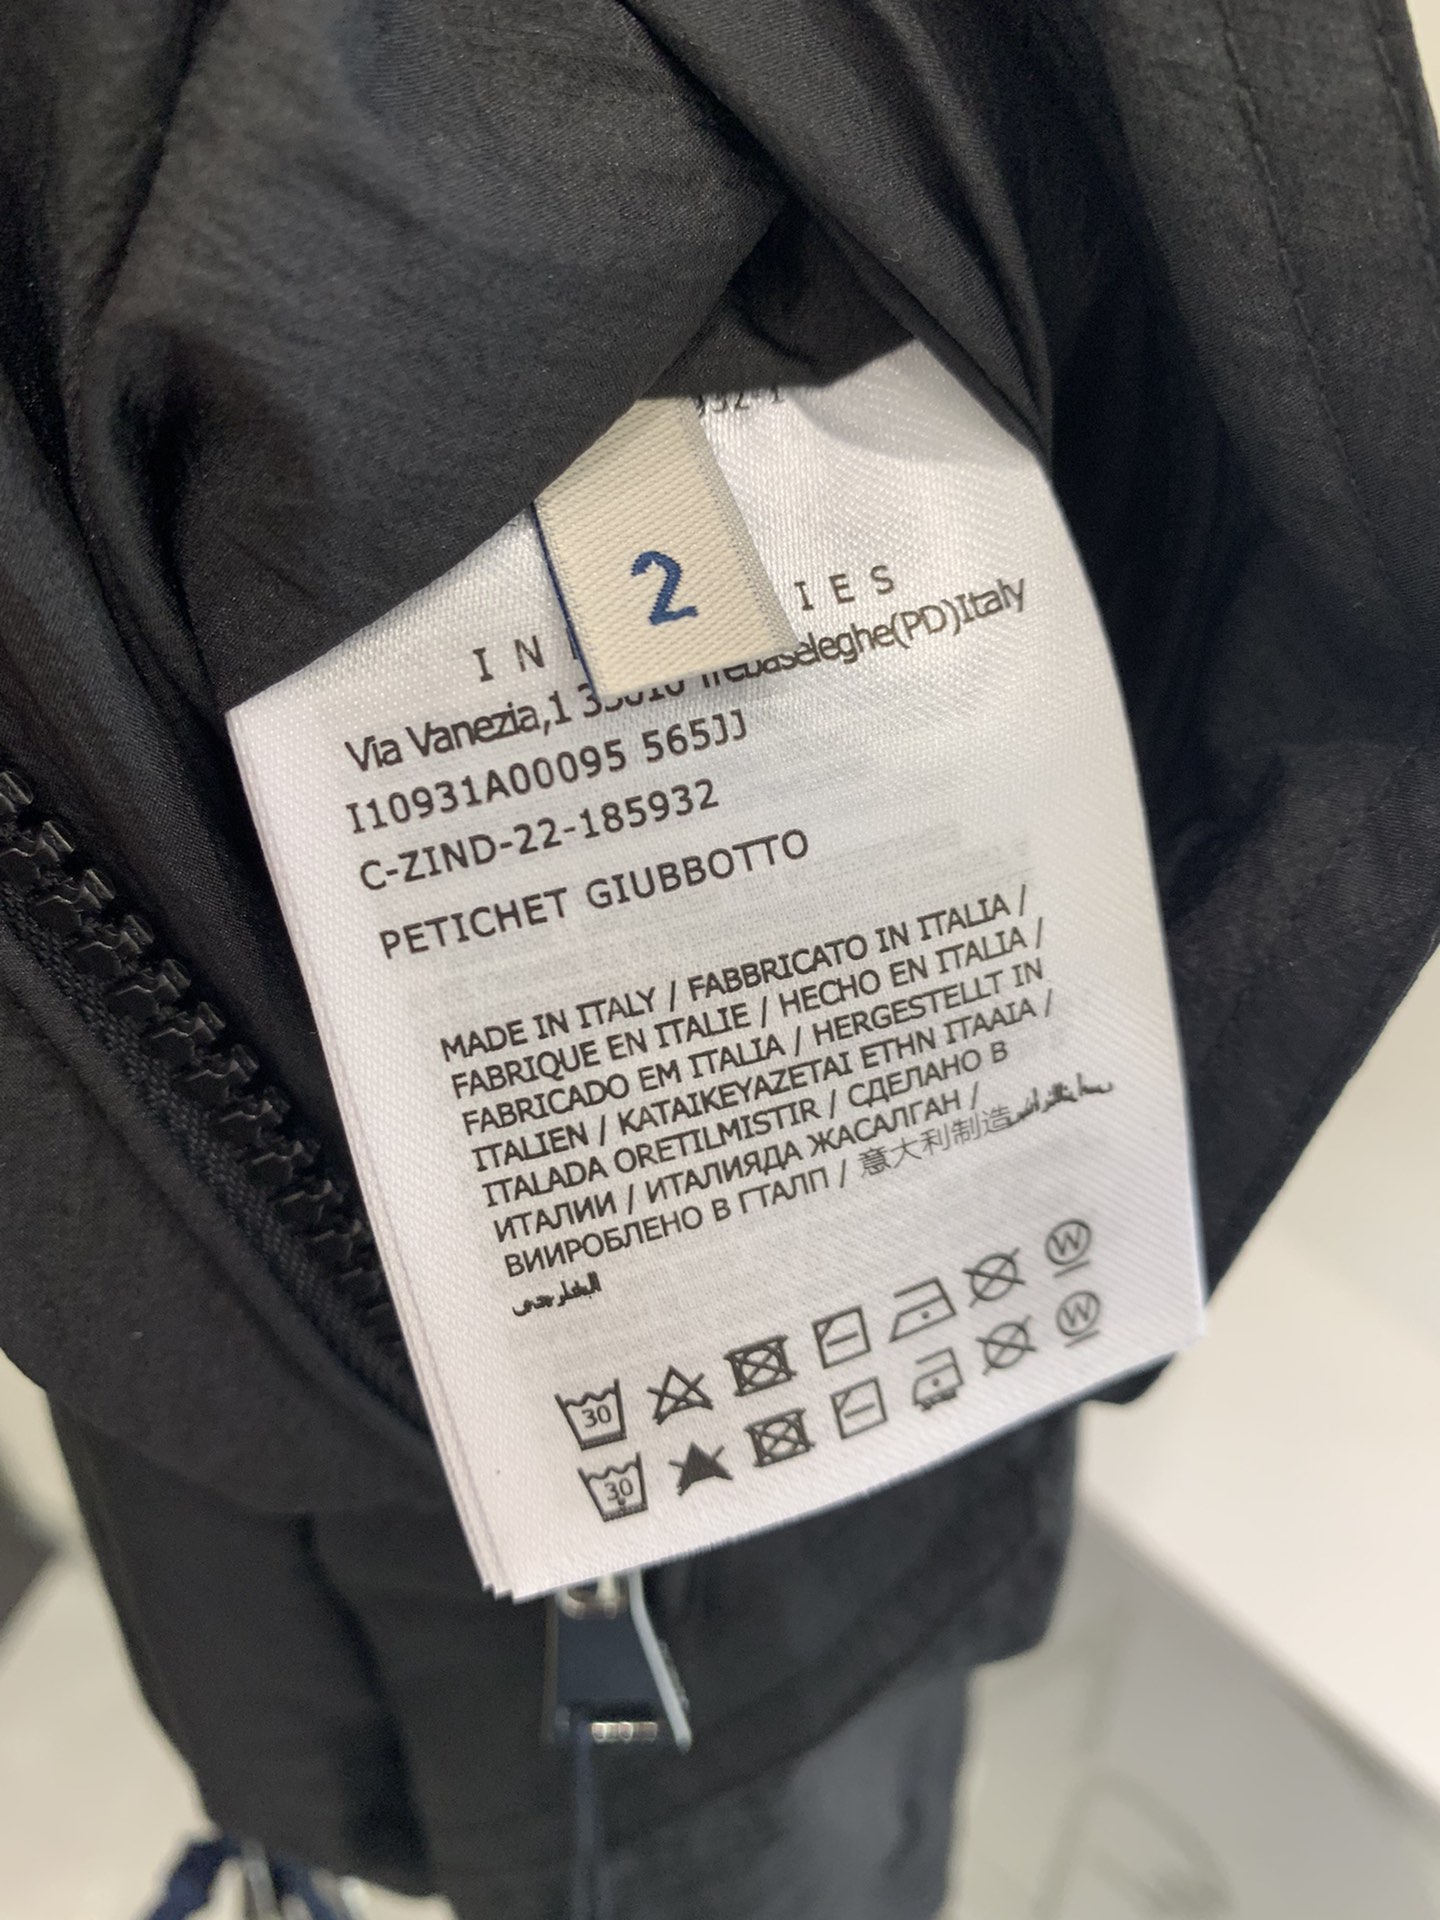 2
IES
Via Vanezia,1 Trebaseleghe(PD)Italy
I10931A00095 565JJ
C-ZIND-22-185932
PETICHET GIUBBOTTO
MADE IN ITALY / FABBRICATO IN ITALIA /
FABRIQUE EN ITALIE / HECHO EN ITALIA /
FABRICADO EM ITALIA / HERGESTELLT IN
ITALIEN / KATAIKEYAZETAI ETHN ITAAIA /
ITALADA ORETILMISTIR / СДЕЛАНО В
ИТАЛИИ / ИТАЛИЯДА ЖАСАЛГАН /
ВИИРОБЛЕНО В ГТАЛП / 意大利制造
30
30
W
W